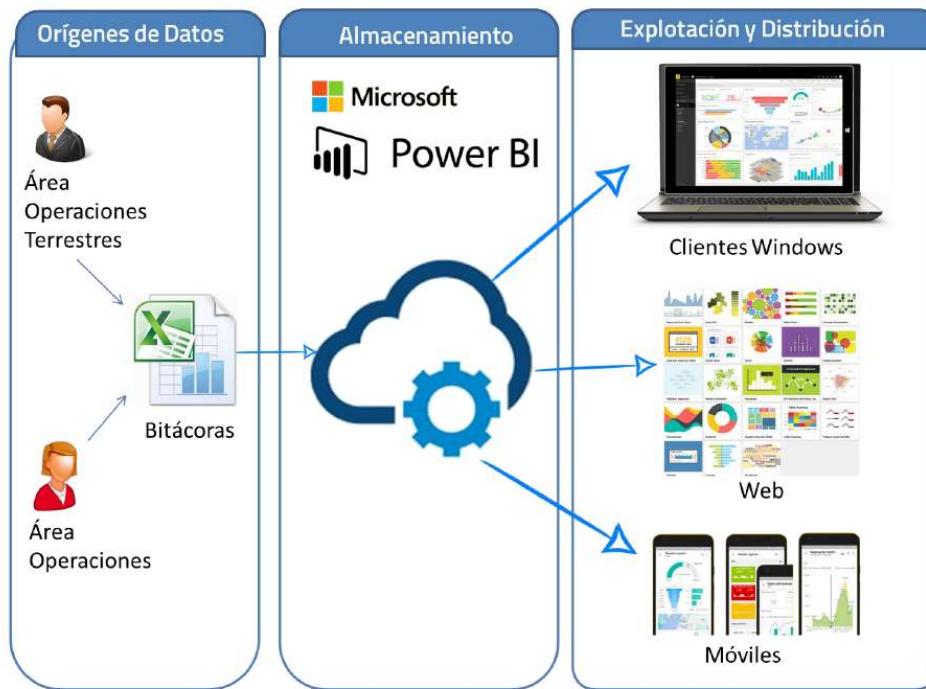 Orígenes de Datos
Área
Operaciones
Terrestres
Bitácoras
Área
Operaciones
Almacenamiento
Microsoft
Power BI
Explotación y Distribución
Clientes Windows
Web
Móviles